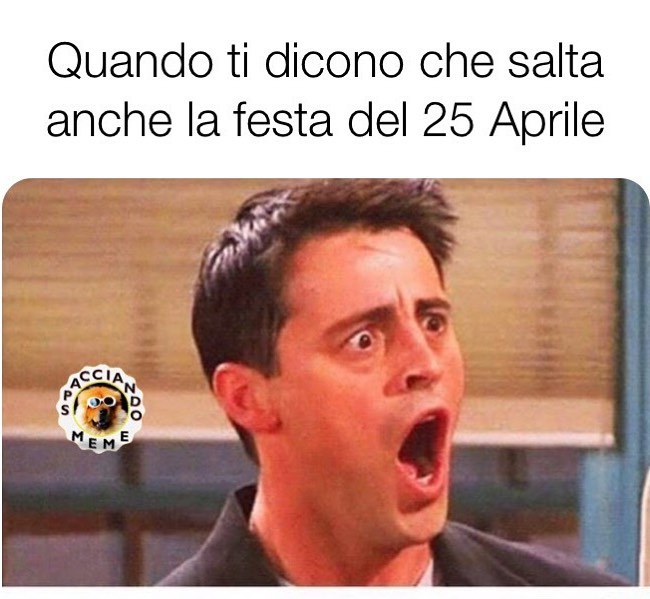 Quando ti dicono che salta
anche la festa del 25 Aprile
SPACCIANDO
MEME